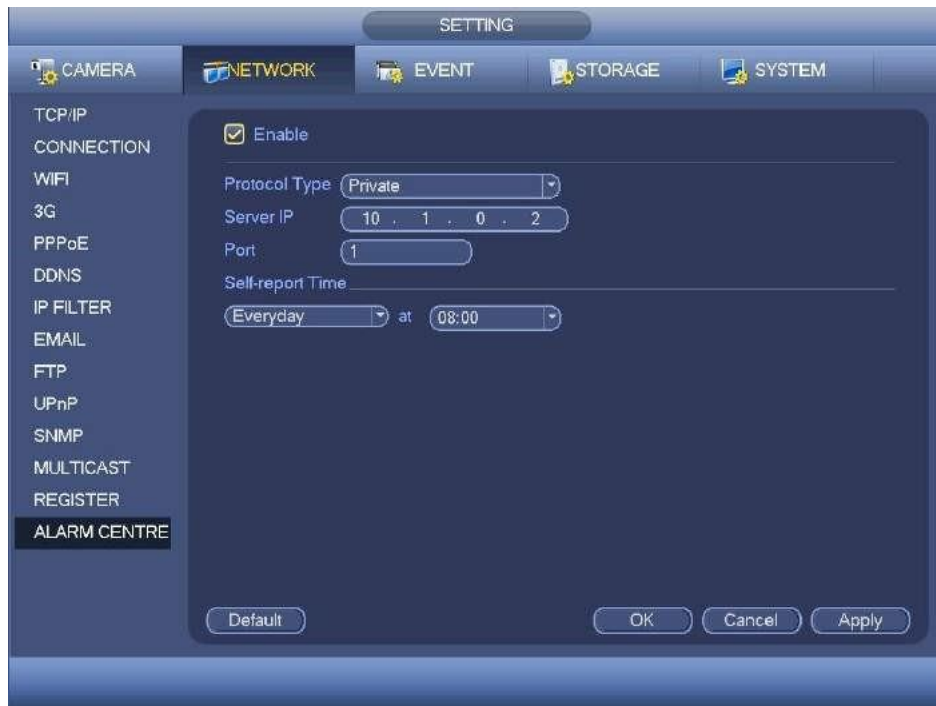 SETTING
CAMERA NETWORK EVENT STORAGE SYSTEM
TCP/IP
CONNECTION
WIFI
3G
PPPoE
DDNS
IP FILTER
EMAIL
FTP
UPnP
SNMP
MULTICAST
REGISTER
ALARM CENTRE
Enable
Protocol Type Private
Server IP 10 . 1 . 0 . 2
Port 1
Self-report Time
Everyday at 08:00
Default OK Cancel Apply